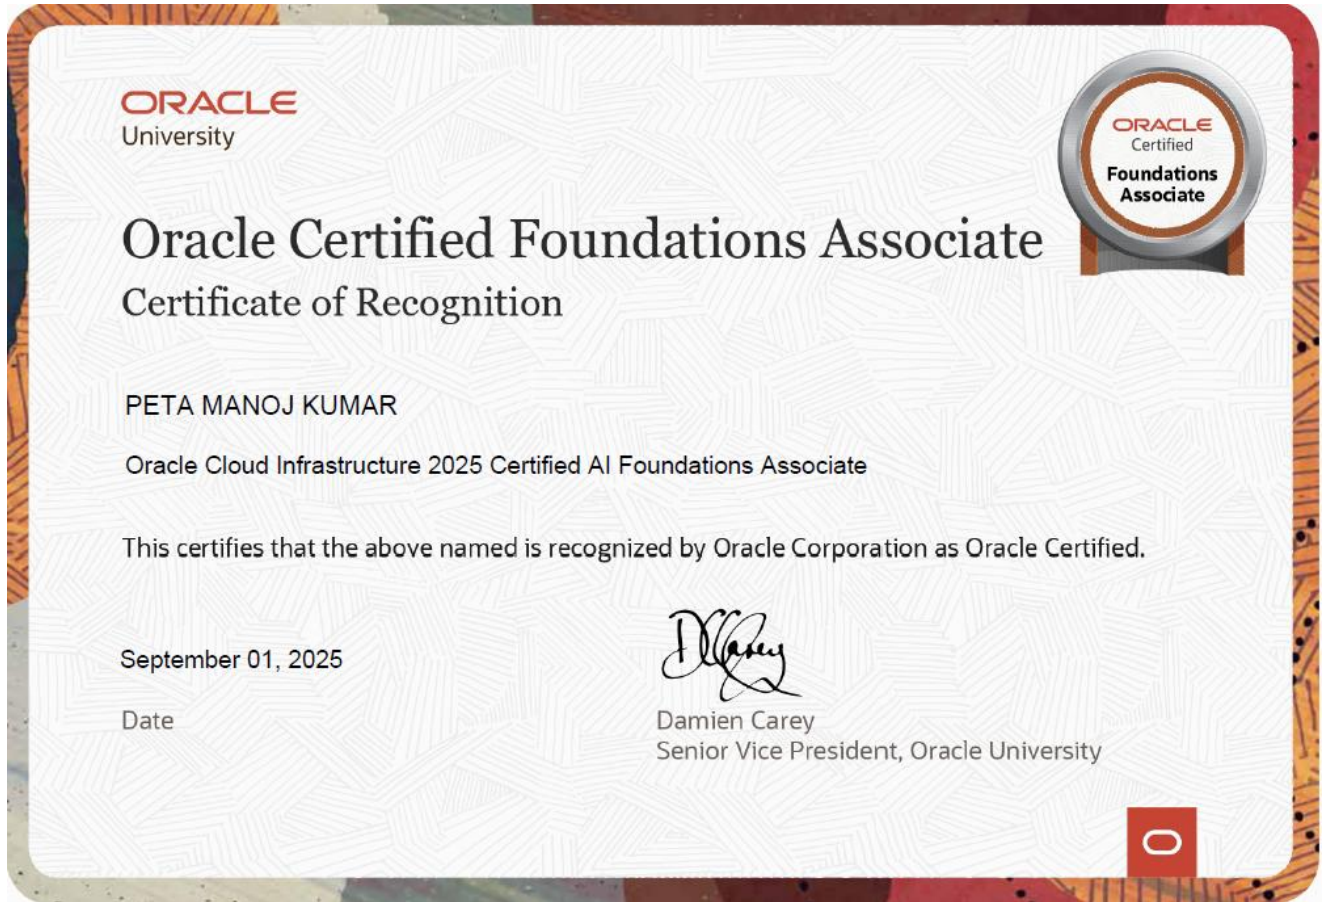 ORACLE
University
ORACLE
Certified
Foundations
Associate
Oracle Certified Foundations Associate
Certificate of Recognition
PETA MANOJ KUMAR
Oracle Cloud Infrastructure 2025 Certified AI Foundations Associate
This certifies that the above named is recognized by Oracle Corporation as Oracle Certified.
September 01, 2025
Date
DCarey
Damien Carey
Senior Vice President, Oracle University